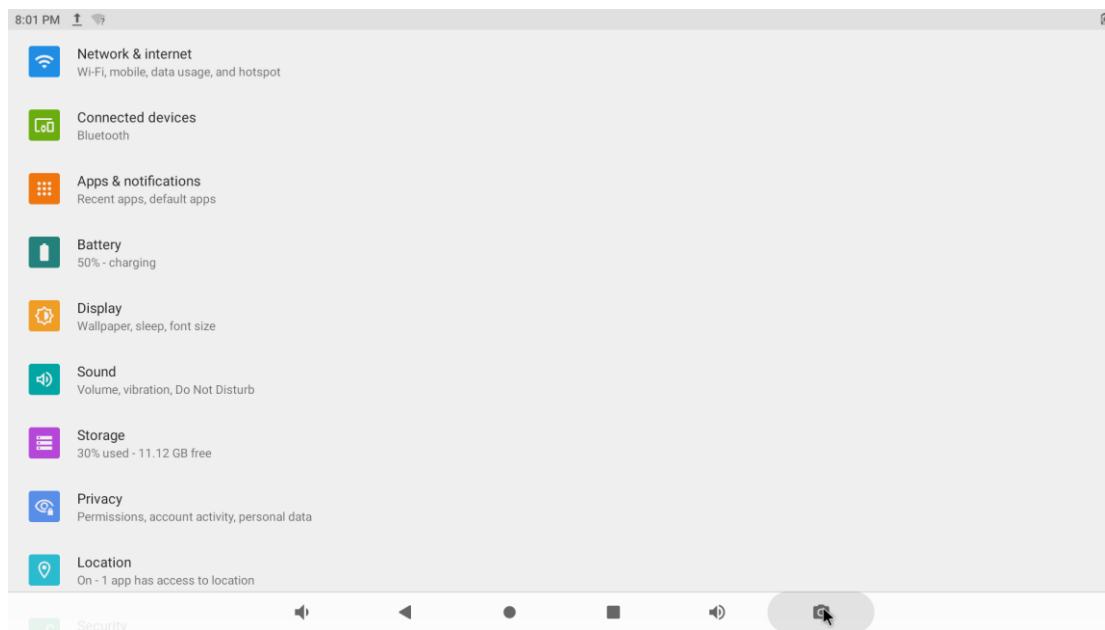 8:01 PM
Network & internet
Wi-Fi, mobile, data usage, and hotspot
Connected devices
Bluetooth
Apps & notifications
Recent apps, default apps
Battery
50% - charging
Display
Wallpaper, sleep, font size
Sound
Volume, vibration, Do Not Disturb
Storage
30% used - 11.12 GB free
Privacy
Permissions, account activity, personal data
Location
On - 1 app has access to location
Security